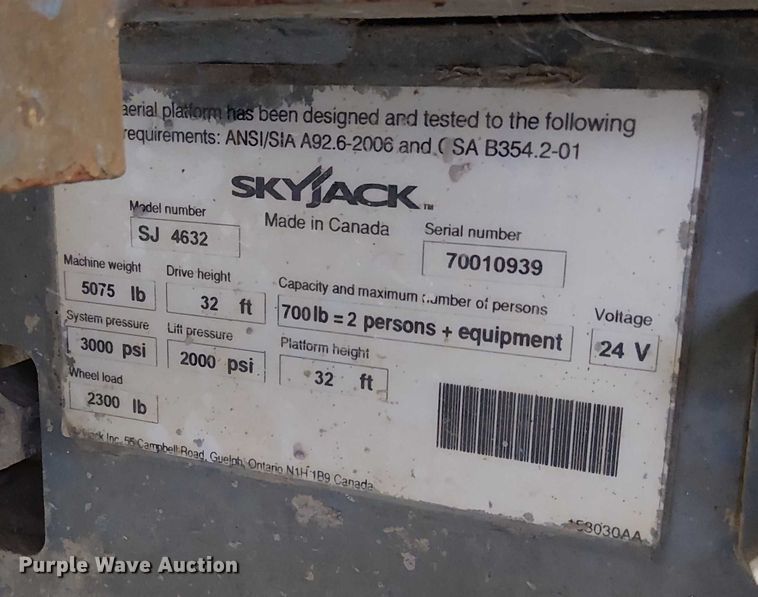 aerial platform has been designed and tested to the following
requirements: ANSI/SIA A92.6-2006 and CSA B354.2-01
SKYJACK™
Made in Canada
Model number
SJ 4632
Serial number
70010939
Machine weight
5075 lb
Drive height
32 ft
Capacity and maximum number of persons
700 lb = 2 persons + equipment
Voltage
24 V
System pressure
3000 psi
Lift pressure
2000 psi
Platform height
32 ft
Wheel load
2300 lb
Inc. 55 Campbell Road, Guelph, Ontario N1H 1B9 Canada
153030AA
Purple Wave Auction